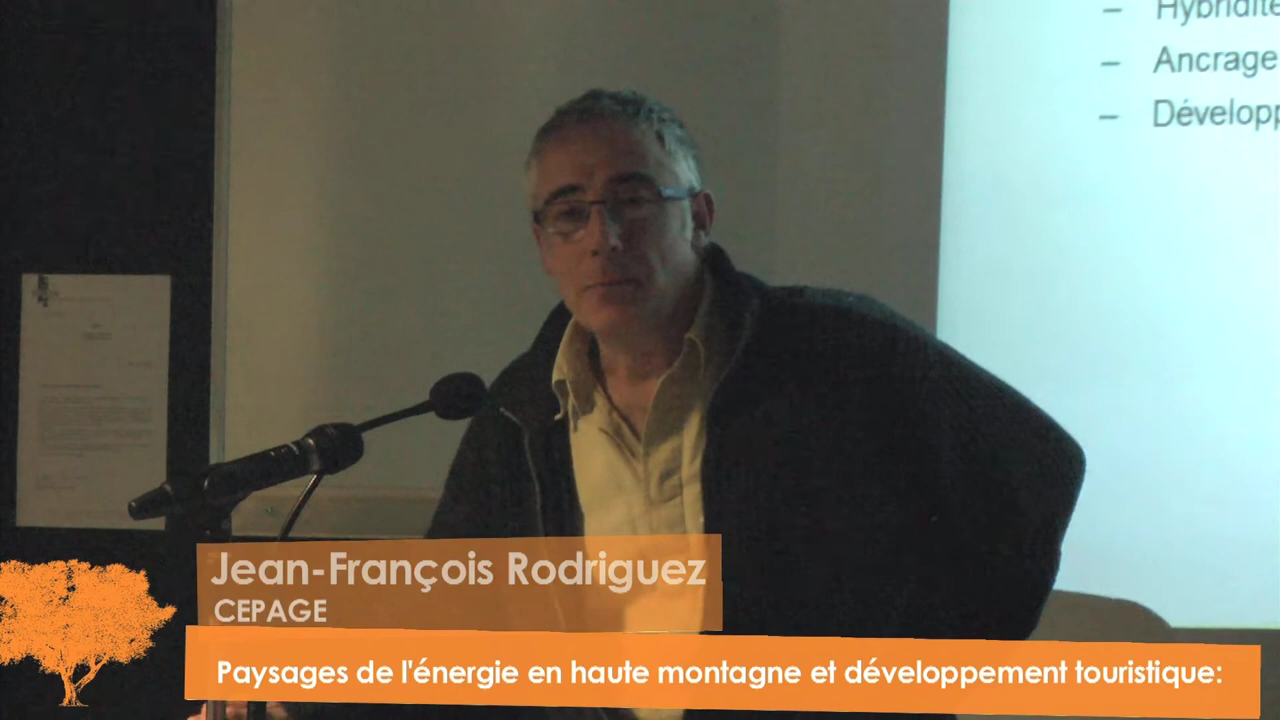 – Hybridité
– Ancrage
– Développ
Jean-François Rodriguez
CEPAGE
Paysages de l'énergie en haute montagne et développement touristique: